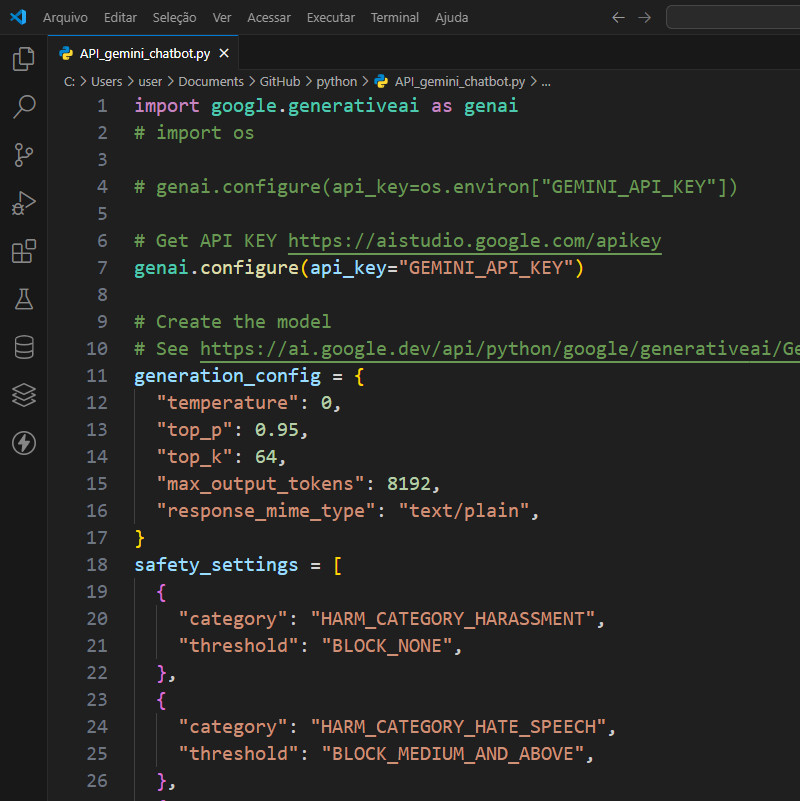 Arquivo Editar Seleção Ver Acessar Executar Terminal Ajuda
API_gemini_chatbot.py
C: > Users > user > Documents > GitHub > python > API_gemini_chatbot.py > ...
1 import google.generativeai as genai
2 # import os
3
4 # genai.configure(api_key=os.environ["GEMINI_API_KEY"])
5
6 # Get API KEY https://aistudio.google.com/apikey
7 genai.configure(api_key="GEMINI_API_KEY")
8
9 # Create the model
10 # See https://ai.google.dev/api/python/google/generativeai/Ge
11 generation_config = {
12 "temperature": 0,
13 "top_p": 0.95,
14 "top_k": 64,
15 "max_output_tokens": 8192,
16 "response_mime_type": "text/plain",
17 }
18 safety_settings = [
19 {
20 "category": "HARM_CATEGORY_HARASSMENT",
21 "threshold": "BLOCK_NONE",
22 },
23 {
24 "category": "HARM_CATEGORY_HATE_SPEECH",
25 "threshold": "BLOCK_MEDIUM_AND_ABOVE",
26 },